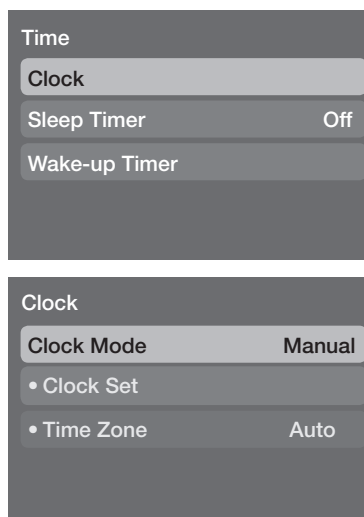 Time
Clock
Sleep Timer Off
Wake-up Timer
Clock
Clock Mode Manual
• Clock Set
• Time Zone Auto